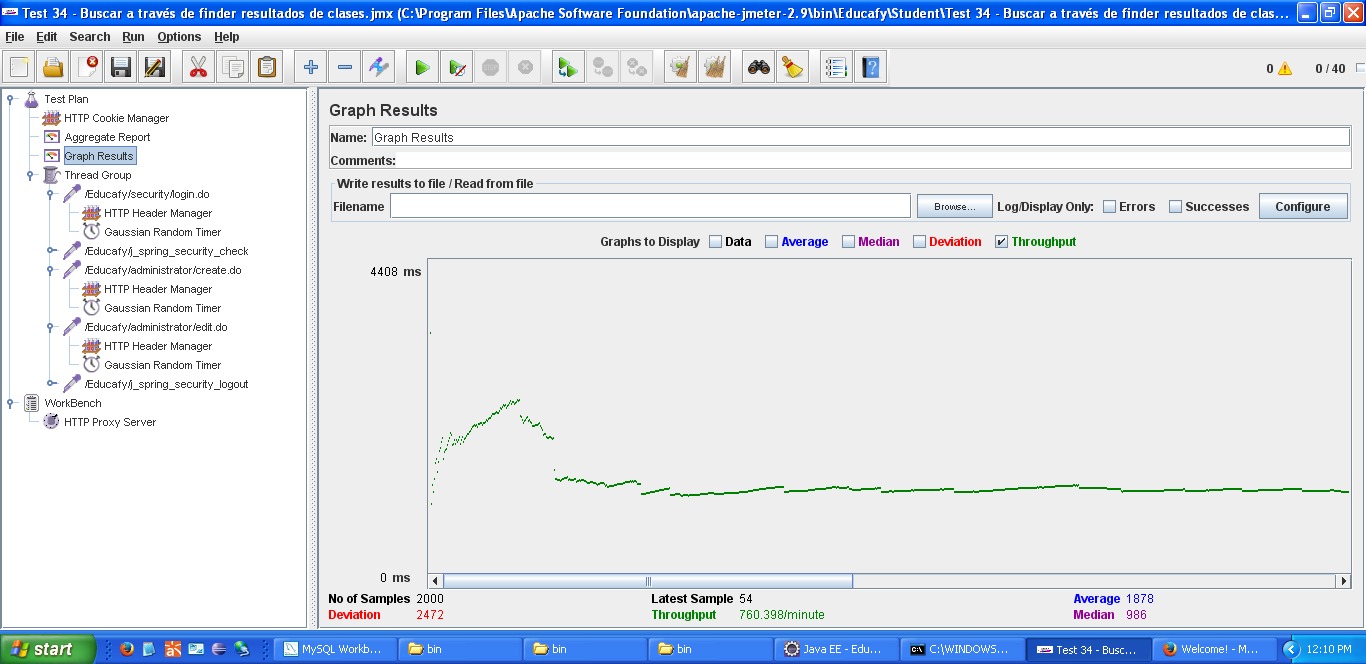 Test 34 - Buscar a través de finder resultados de clases.jmx (C:\Program Files\Apache Software Foundation\apache-jmeter-2.9\bin\Educafy\Student\Test 34 - Buscar a través de finder resultados de clas...
File Edit Search Run Options Help
0 0 / 40
Test Plan
HTTP Cookie Manager
Aggregate Report
Graph Results
Thread Group
/Educafy/security/login.do
HTTP Header Manager
Gaussian Random Timer
/Educafy/j_spring_security_check
/Educafy/administrator/create.do
HTTP Header Manager
Gaussian Random Timer
/Educafy/administrator/edit.do
HTTP Header Manager
Gaussian Random Timer
/Educafy/j_spring_security_logout
WorkBench
HTTP Proxy Server
Graph Results
Name: Graph Results
Comments:
Write results to file / Read from file
Filename Browse... Log/Display Only: Errors Successes Configure
Graphs to Display Data Average Median Deviation Throughput
4408 ms
0 ms
No of Samples 2000 Latest Sample 54 Average 1878
Deviation 2472 Throughput 760.398/minute Median 986
start MySQL Workb... bin bin bin Java EE - Edu... C:\WINDOWS... Test 34 - Busc... Welcome! - M... 12:10 PM